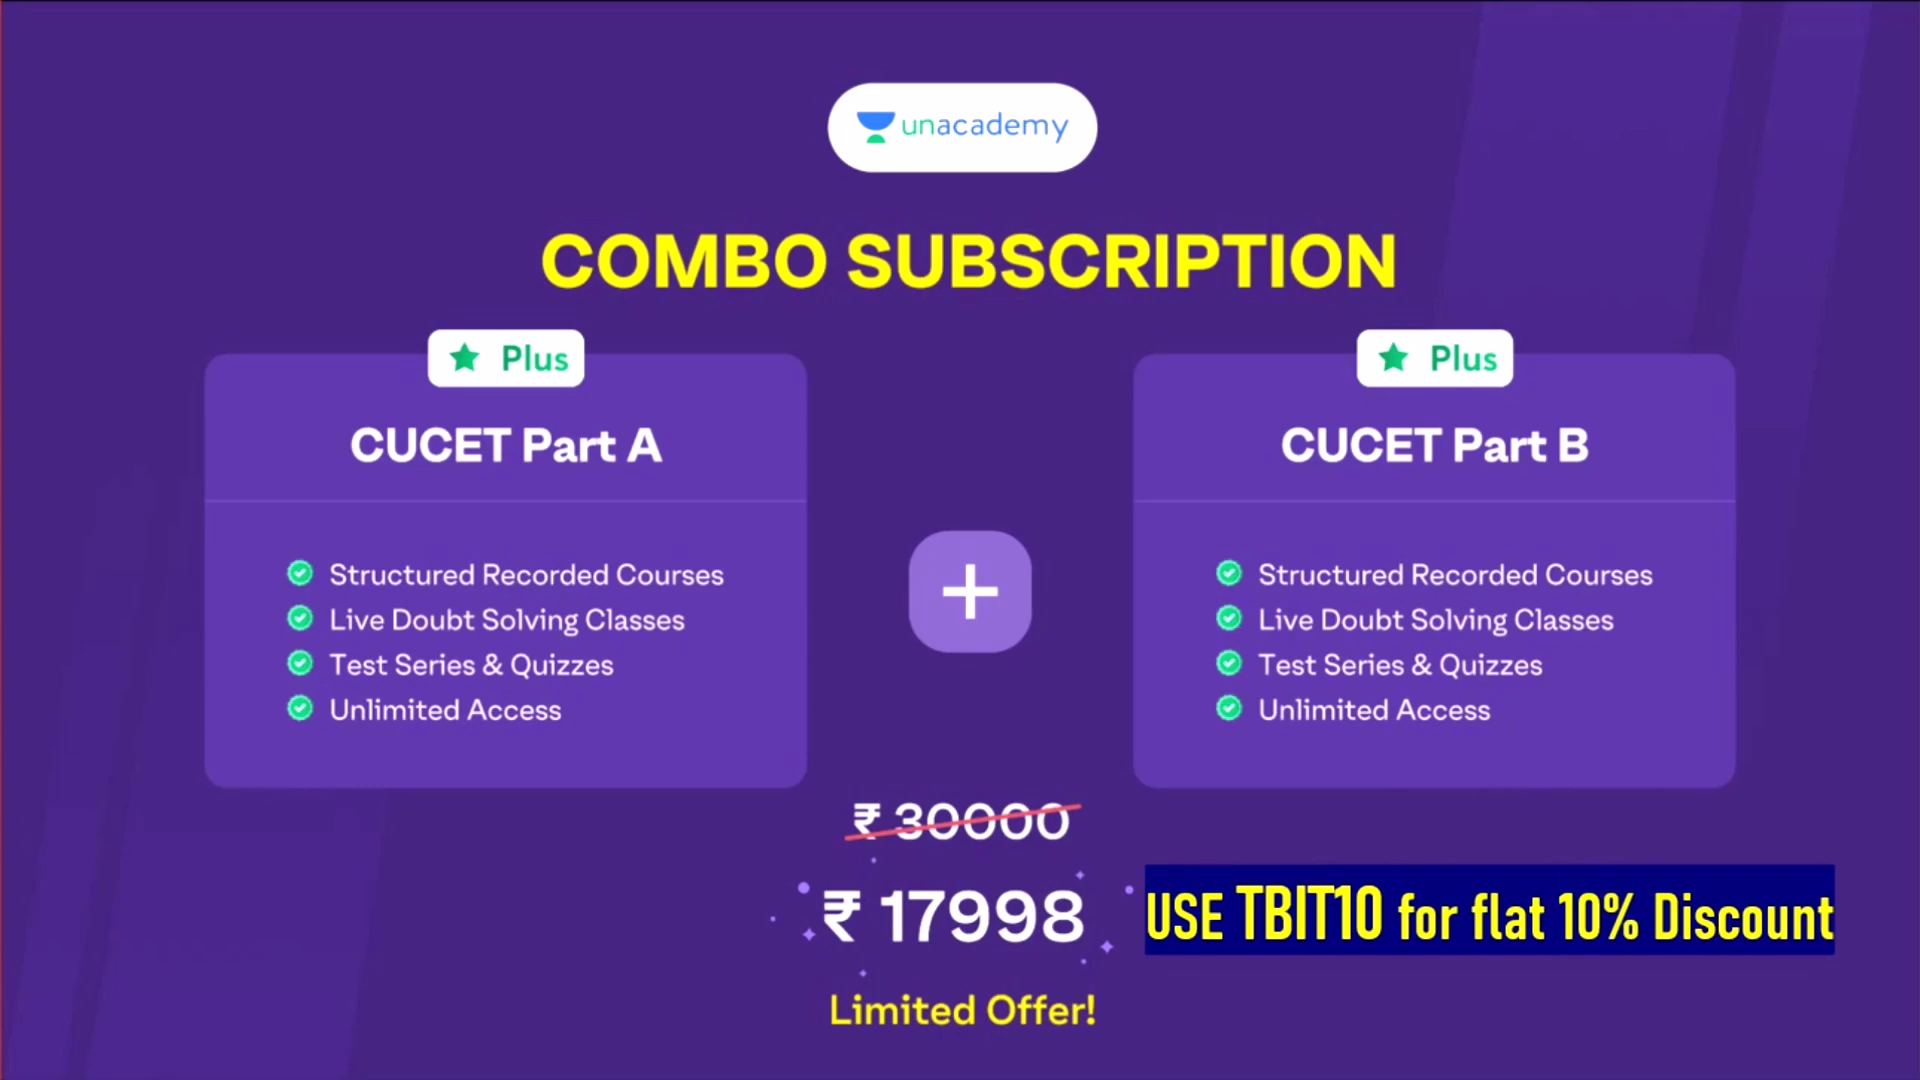 unacademy
COMBO SUBSCRIPTION
Plus
CUCET Part A
Structured Recorded Courses
Live Doubt Solving Classes
Test Series & Quizzes
Unlimited Access
+
Plus
CUCET Part B
Structured Recorded Courses
Live Doubt Solving Classes
Test Series & Quizzes
Unlimited Access
₹ 30000
₹ 17998
USE TBIT10 for flat 10% Discount
Limited Offer!